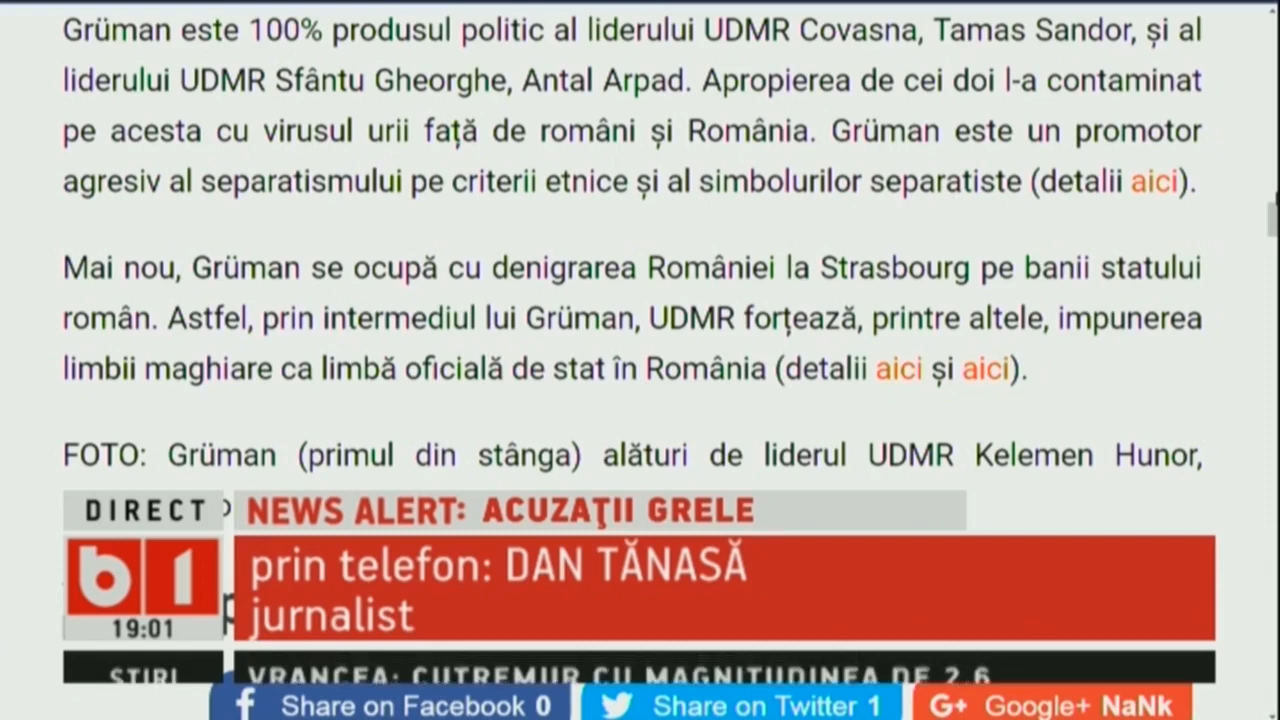 Grüman este 100% produsul politic al liderului UDMR Covasna, Tamas Sandor, și al
liderului UDMR Sfântu Gheorghe, Antal Arpad. Apropierea de cei doi l-a contaminat
pe acesta cu virusul urii față de români și România. Grüman este un promotor
agresiv al separatismului pe criterii etnice și al simbolurilor separatiste (detalii aici).
Mai nou, Grüman se ocupă cu denigrarea României la Strasbourg pe banii statului
român. Astfel, prin intermediul lui Grüman, UDMR forțează, printre altele, impunerea
limbii maghiare ca limbă oficială de stat în România (detalii aici și aici).
FOTO: Grüman (primul din stânga) alături de liderul UDMR Kelemen Hunor,
DIRECT
NEWS ALERT: ACUZAŢII GRELE
b1
prin telefon: DAN TĂNASĂ
jurnalist
19:01
ȘTIRI
VRANCEA: CUTREMUR CU MAGNITUDINEA DE 2,6
Share on Facebook 0
Share on Twitter 1
G+ Google+ NaNk